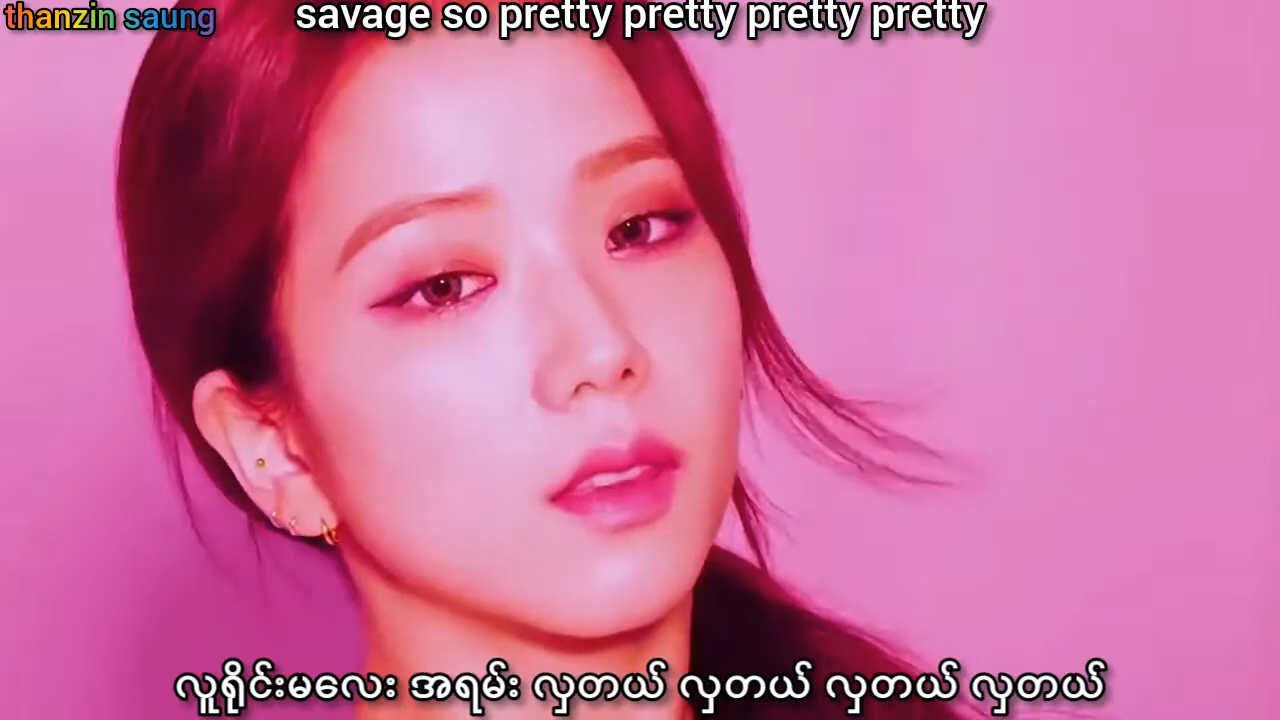 thanzin saung
savage so pretty pretty pretty pretty
လူရိုင်းမလေး အရမ်း လှတယ် လှတယ် လှတယ် လှတယ်